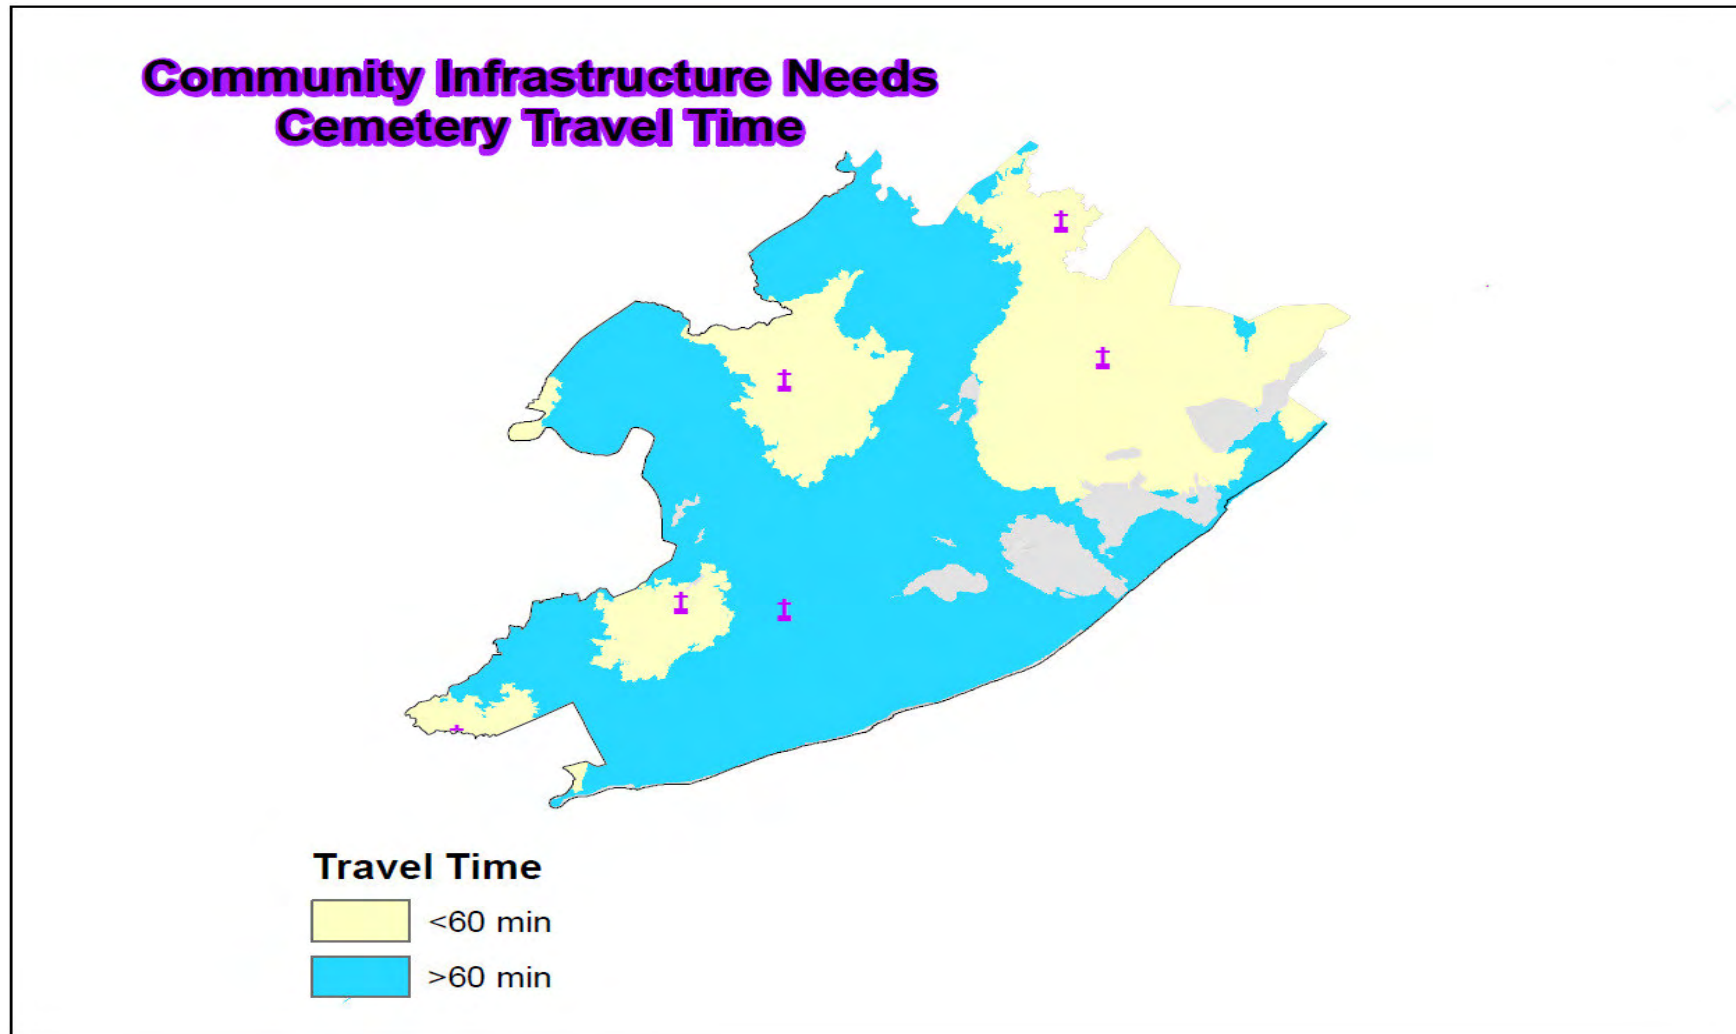 Community Infrastructure Needs
Cemetery Travel Time
Travel Time
<60 min
>60 min